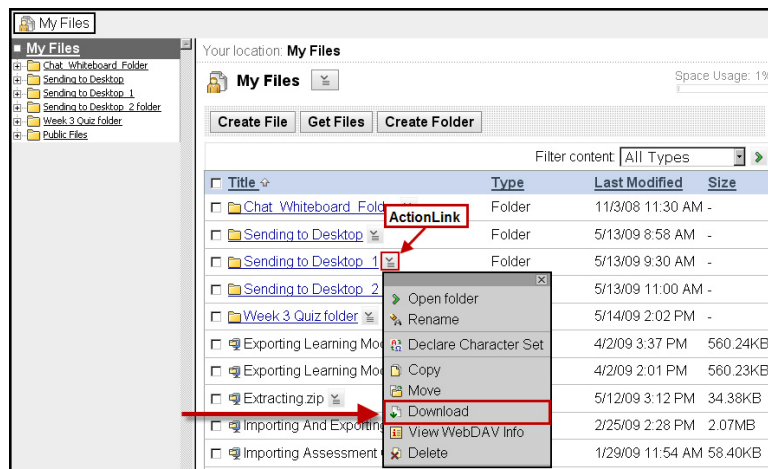 My Files
My Files
Chat Whiteboard Folder
Sending to Desktop
Sending to Desktop 1
Sending to Desktop 2 folder
Week 3 Quiz folder
Public Files
Your location: My Files
My Files
Space Usage: 1%
Create File Get Files Create Folder
Filter content: All Types
Title Type Last Modified Size
Chat Whiteboard Fold Folder 11/3/08 11:30 AM -
ActionLink
Sending to Desktop Folder 5/13/09 8:58 AM -
Sending to Desktop 1 Folder 5/13/09 9:30 AM -
Sending to Desktop 2 5/13/09 11:00 AM -
Week 3 Quiz folder 5/14/09 2:02 PM -
Exporting Learning Mod 4/2/09 3:37 PM 560.24KB
Exporting Learning Mod 4/2/09 2:01 PM 560.23KB
Extracting.zip 5/12/09 3:12 PM 34.38KB
Importing And Exporting 2/25/09 2:28 PM 2.07MB
Importing Assessment 1/29/09 11:54 AM 58.40KB
Open folder
Rename
Declare Character Set
Copy
Move
Download
View WebDAV Info
Delete